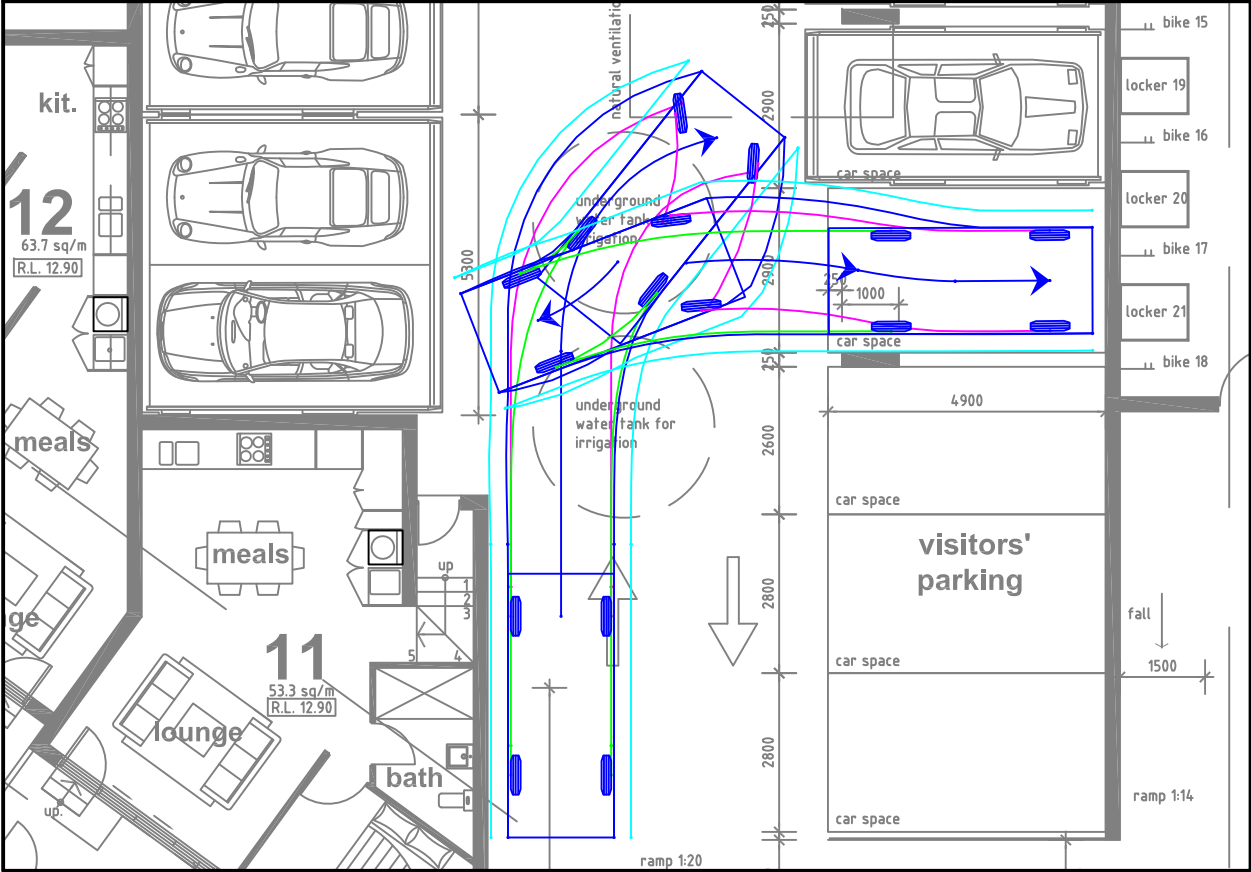 natural ventilatio
250
bike 15
kit.
locker 19
2900
bike 16
car space
12
63.7 sq/m
R.L. 12.90
underground
water tank
irrigation
locker 20
bike 17
5300
2900
250
1000
locker 21
car space
250
bike 18
4900
underground
water tank for
irrigation
meals
2600
car space
meals
visitors'
parking
up
1
2
3
2800
ge
fall
5
4
11
53.3 sq/m
R.L. 12.90
car space
1500
lounge
2800
bath
up.
ramp 1:14
car space
ramp 1:20